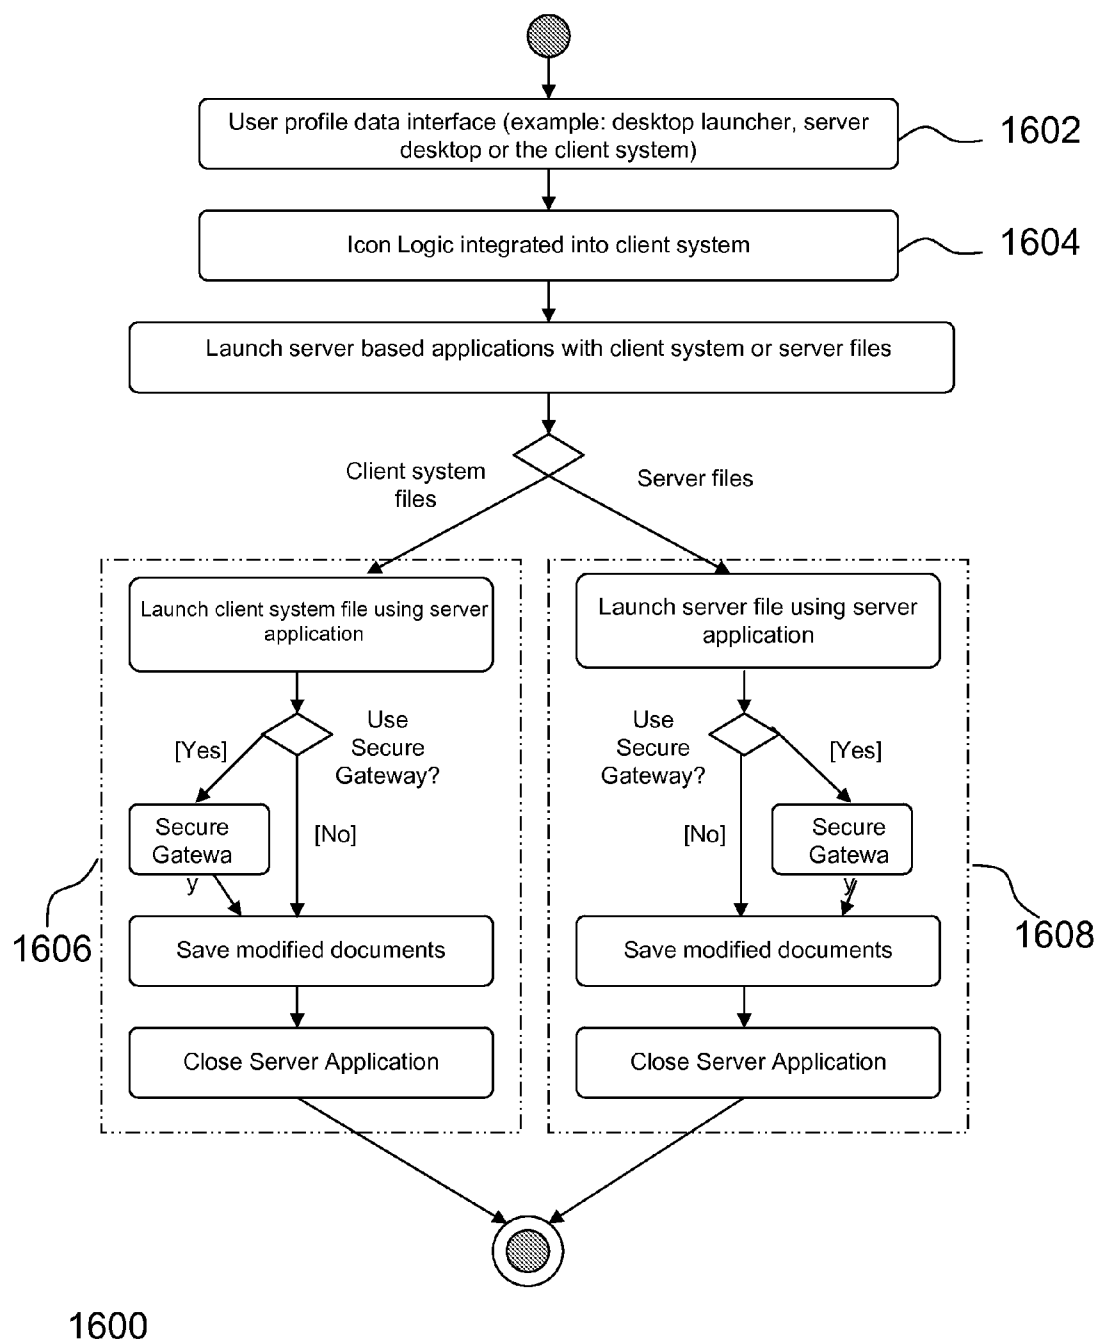 User profile data interface (example: desktop launcher, server
desktop or the client system)
1602
Icon Logic integrated into client system
1604
Launch server based applications with client system or server files
Client system
files
Server files
Launch client system file using server
application
Launch server file using server
application
Use
Secure
Gateway?
[Yes]
[No]
Secure
Gatewa
y
Use
Secure
Gateway?
[Yes]
[No]
Secure
Gatewa
y
1606
1608
Save modified documents
Save modified documents
Close Server Application
Close Server Application
1600